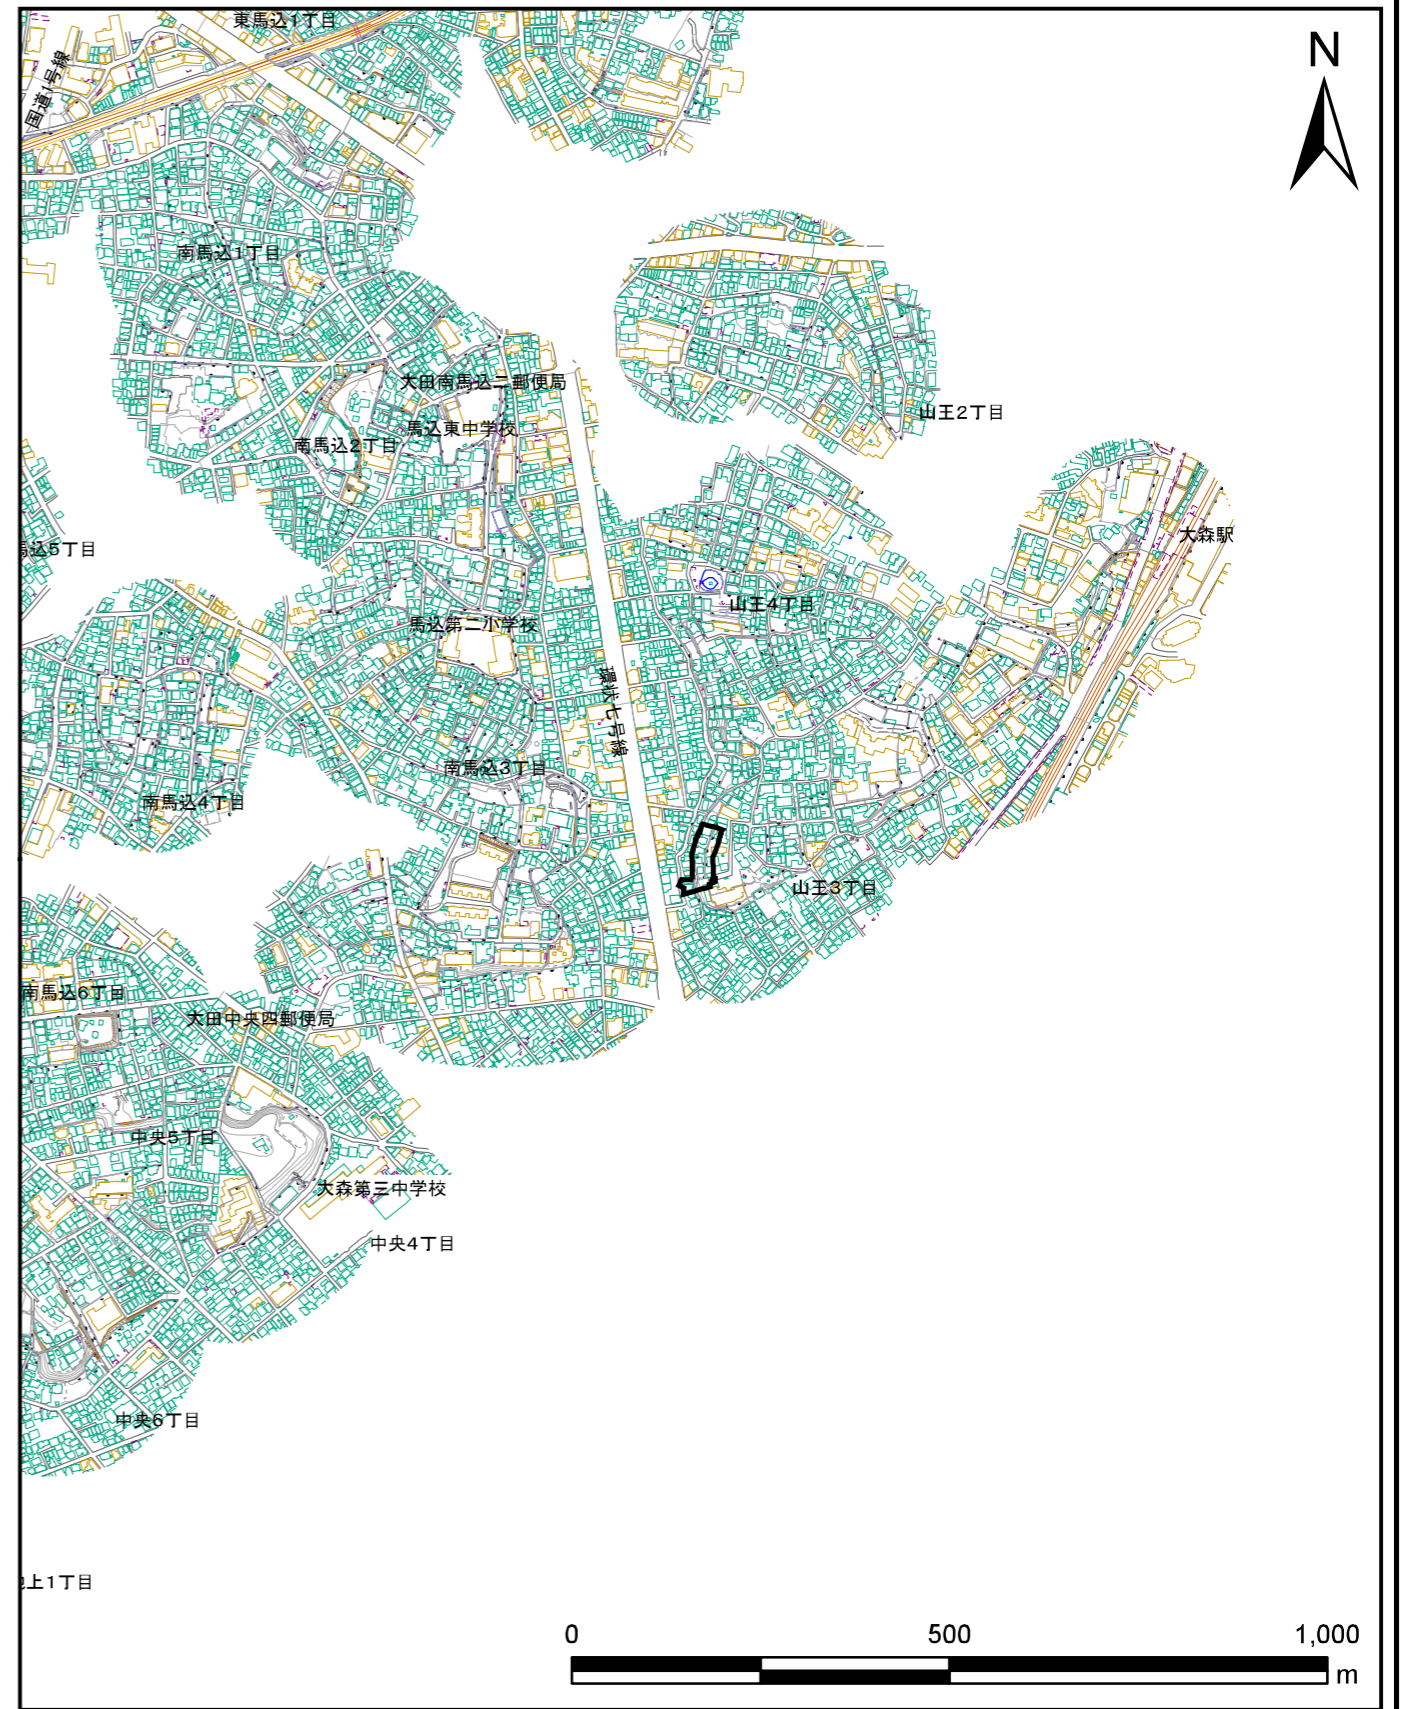 東馬込1丁目
N
国道1号線
南馬込1丁目
大田南馬込二郵便局
山王2丁目
馬込東中学校
南馬込2丁目
大森駅
馬込5丁目
山王4丁目
馬込第二小学校
環状七号線
南馬込3丁目
南馬込4丁目
山王3丁目
南馬込6丁目
大田中央四郵便局
中央5丁目
大森第三中学校
中央4丁目
中央6丁目
上1丁目
0 500 1,000
m